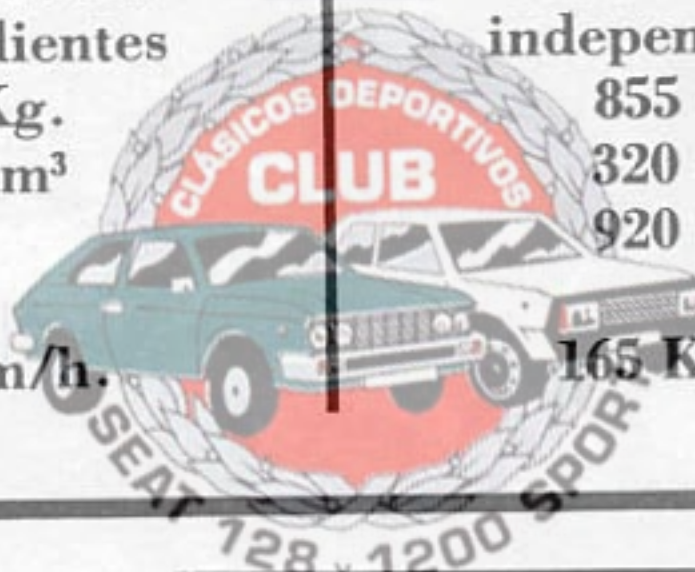 dientes
Kg.
m³
m/h.
indepen
855
320
920
165 K
CLÁSICOS DEPORTIVOS
CLUB
SEAT 128 y 1200 SPORT